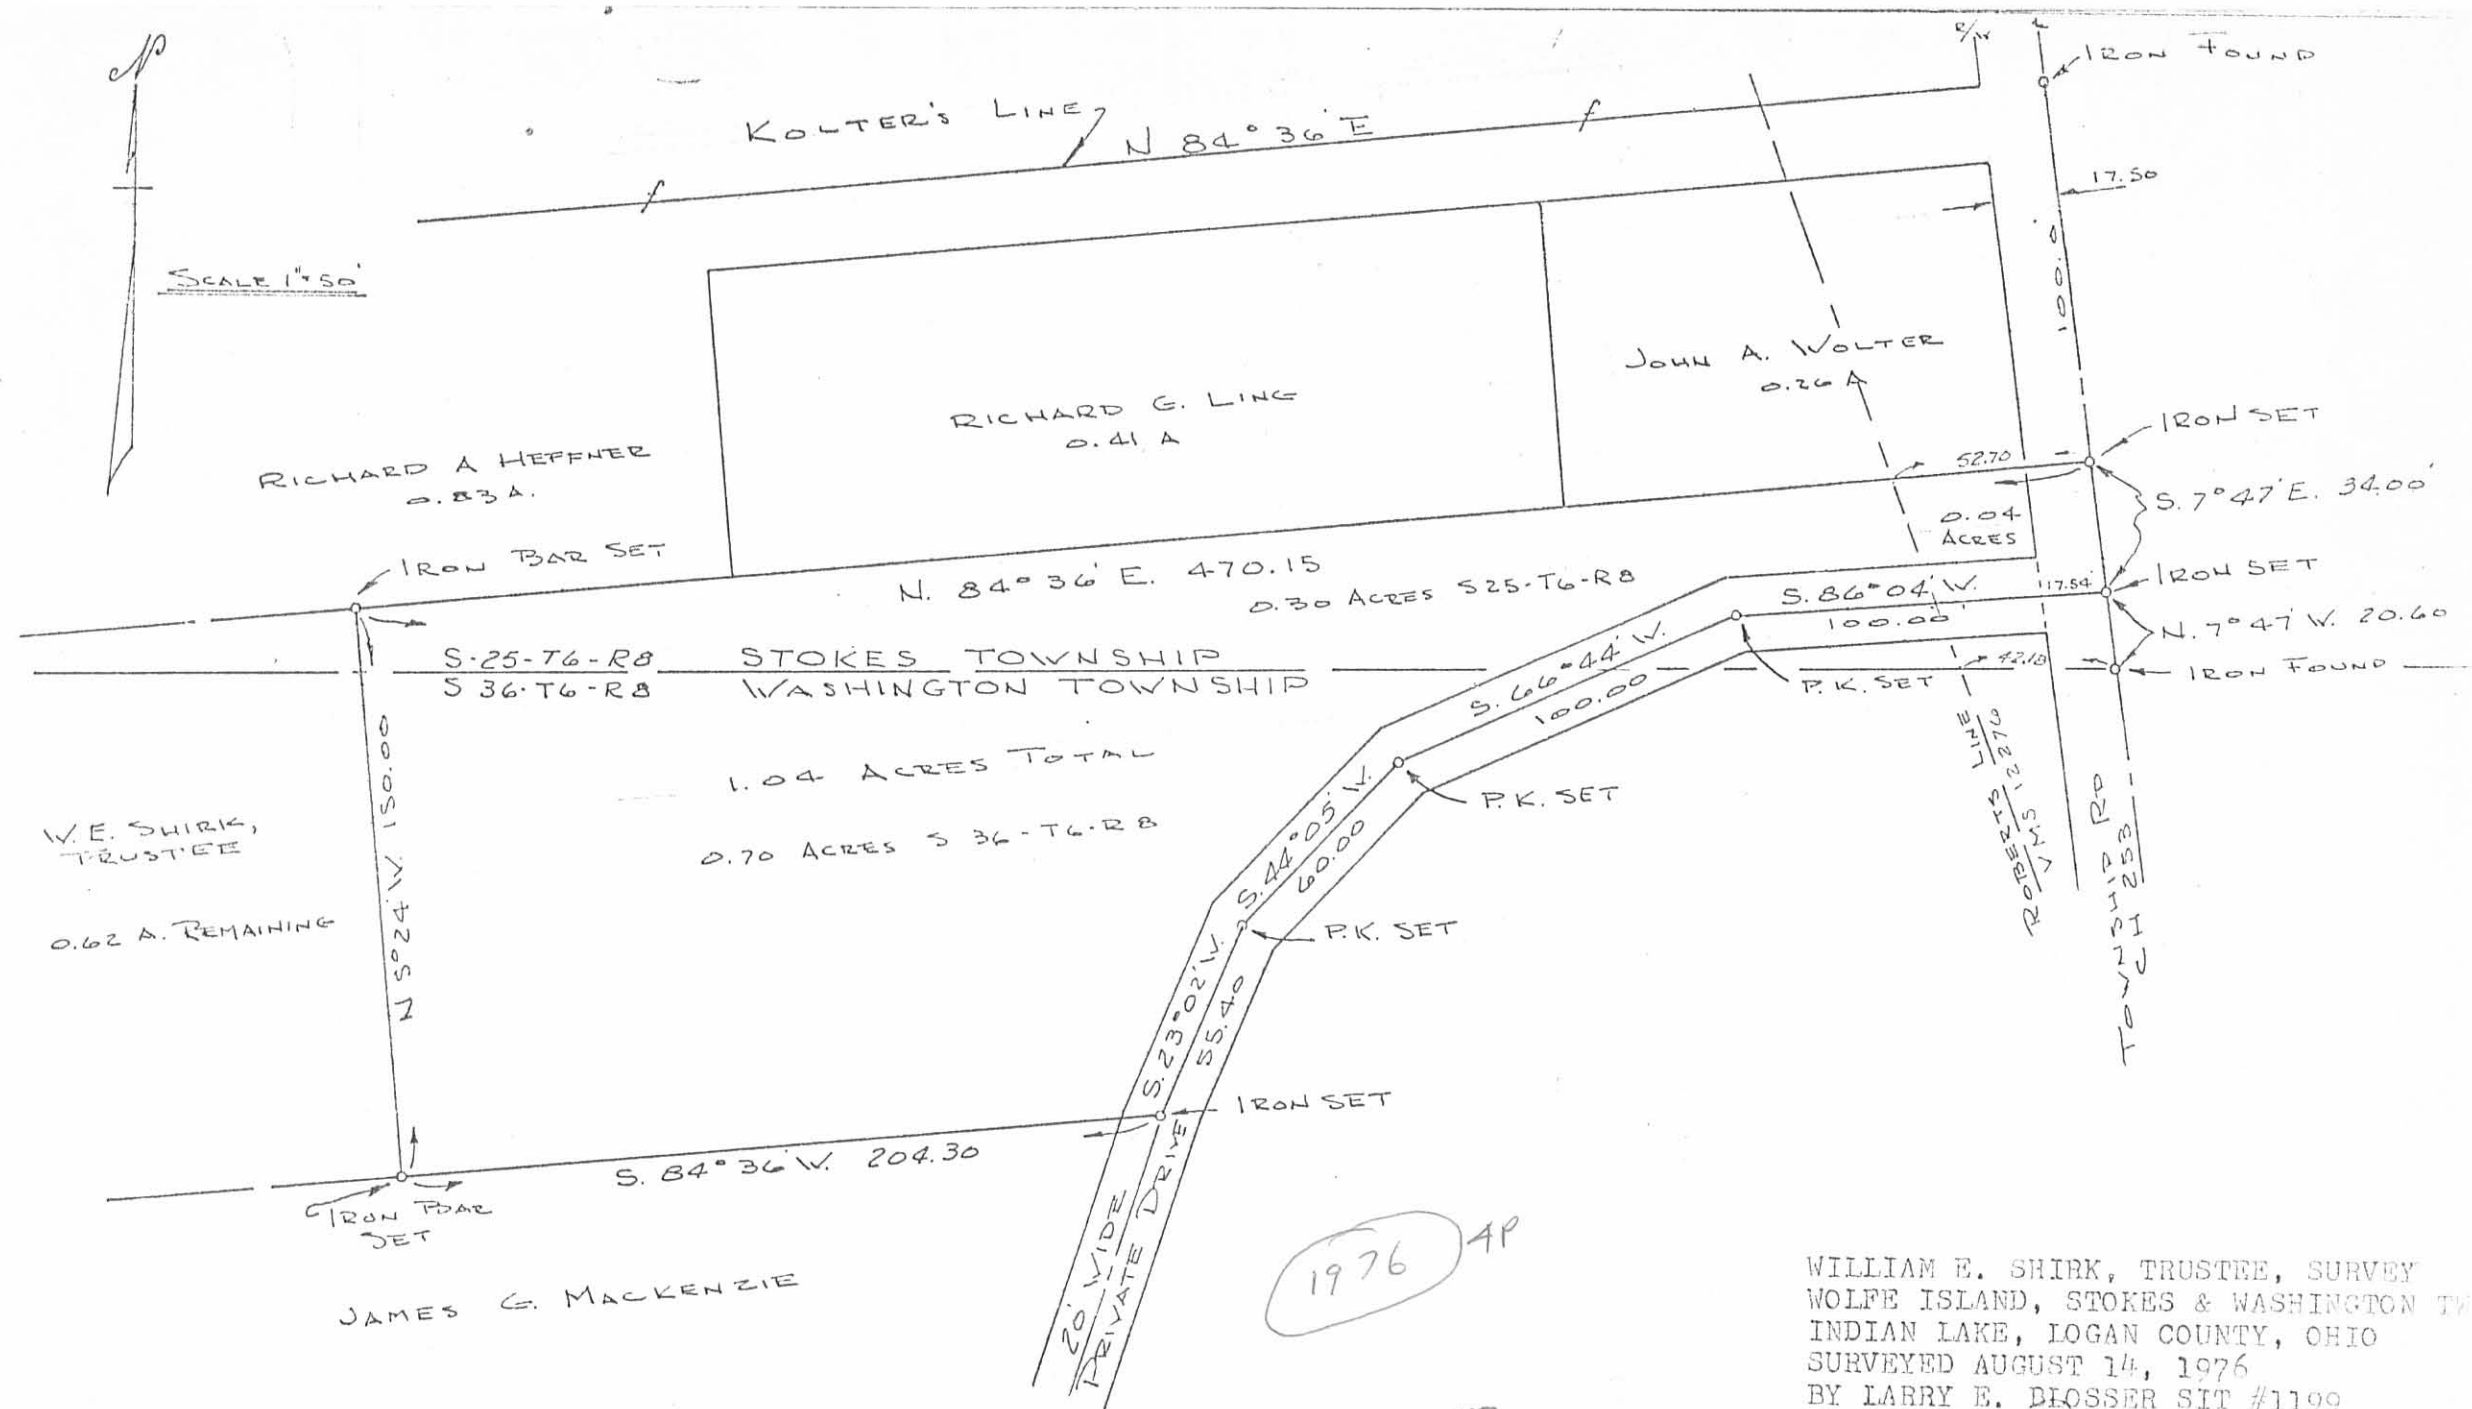 N
R/W
IRON FOUND
KOLTER'S LINE
N 84° 36' E
17.50
SCALE 1"=50'
100.0'
JOHN A. WOLTER
0.26 A
RICHARD G. LING
0.41 A
IRON SET
RICHARD A HEFFNER
0.83 A.
52.70
S. 7° 47' E. 34.00'
0.04
ACRES
IRON BAR SET
N. 84° 36' E. 470.15
0.30 ACRES S25-T6-R8
S. 86° 04' W.
100.00
17.54
IRON SET
N. 7° 47' W. 20.60
S-25-T6-R8 STOKES TOWNSHIP
S 36-T6-R8 WASHINGTON TOWNSHIP
S. 66° 44' W.
100.00
42.18
P.K. SET
IRON FOUND
N 5° 24' W. 150.00
1.04 ACRES TOTAL
0.70 ACRES S 36-T6-R8
S. 44° 05' W.
60.00
P.K. SET
ROBERTS LINE
VMS 12276
TOWNSHIP RD
CH 253
W.E. SHIRK,
TRUSTEE
0.62 A. REMAINING
P.K. SET
S. 23° 02' W.
55.40
IRON SET
S. 84° 36' W. 204.30
IRON BAR
SET
20' WIDE
PRIVATE DRIVE
JAMES G. MACKENZIE
1976 4P
WILLIAM E. SHIRK, TRUSTEE, SURVEY
WOLFE ISLAND, STOKES & WASHINGTON TW
INDIAN LAKE, LOGAN COUNTY, OHIO
SURVEYED AUGUST 14, 1976
BY LARRY E. BLOSSER SIT #1199